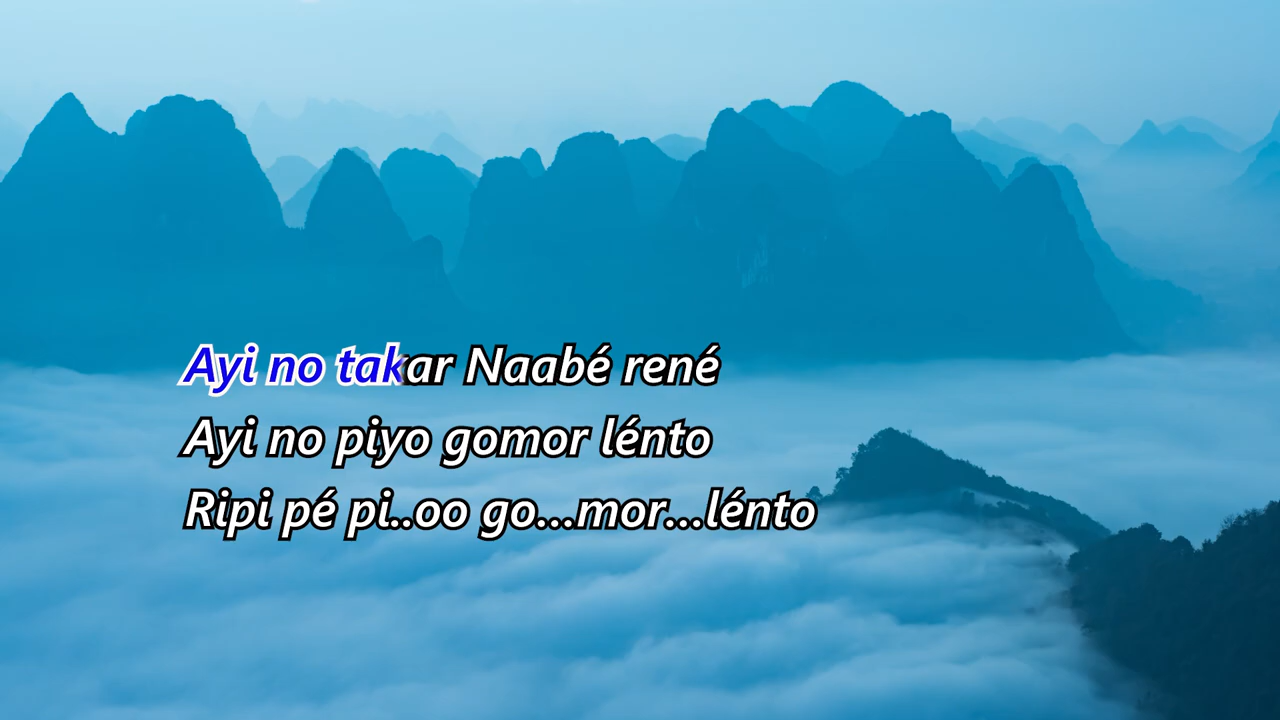 Ayi no takar Naabé rené
Ayi no piyo gomor lénto
Ripi pé pi..oo go...mor...lénto